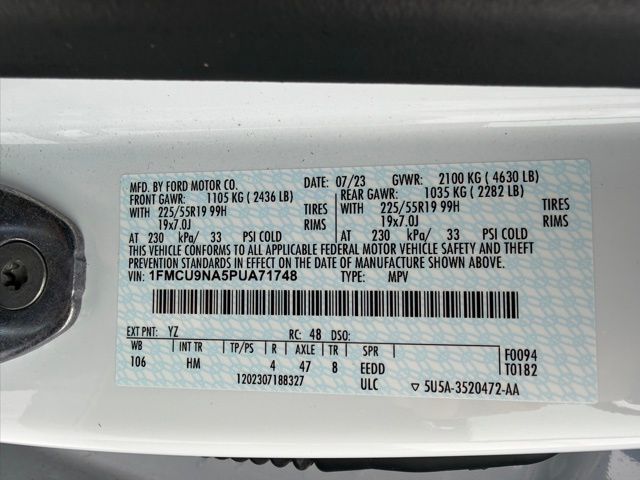 MFD. BY FORD MOTOR CO. DATE: 07/23 GVWR: 2100 KG ( 4630 LB)
FRONT GAWR: 1105 KG ( 2436 LB) REAR GAWR: 1035 KG ( 2282 LB)
WITH 225/55R19 99H TIRES WITH 225/55R19 99H TIRES
19x7.0J RIMS 19x7.0J RIMS
AT 230 kPa/ 33 PSI COLD AT 230 kPa/ 33 PSI COLD
THIS VEHICLE CONFORMS TO ALL APPLICABLE FEDERAL MOTOR VEHICLE SAFETY AND THEFT
PREVENTION STANDARDS IN EFFECT ON THE DATE OF MANUFACTURE SHOWN ABOVE.
VIN: 1FMCU9NA5PUA71748 TYPE: MPV
EXT PNT: YZ RC: 48 DSO:
WB INT TR TP/PS R AXLE TR SPR F0094
106 HM 4 47 8 EEDD T0182
1202307188327 ULC ▽ 5U5A-3520472-AA